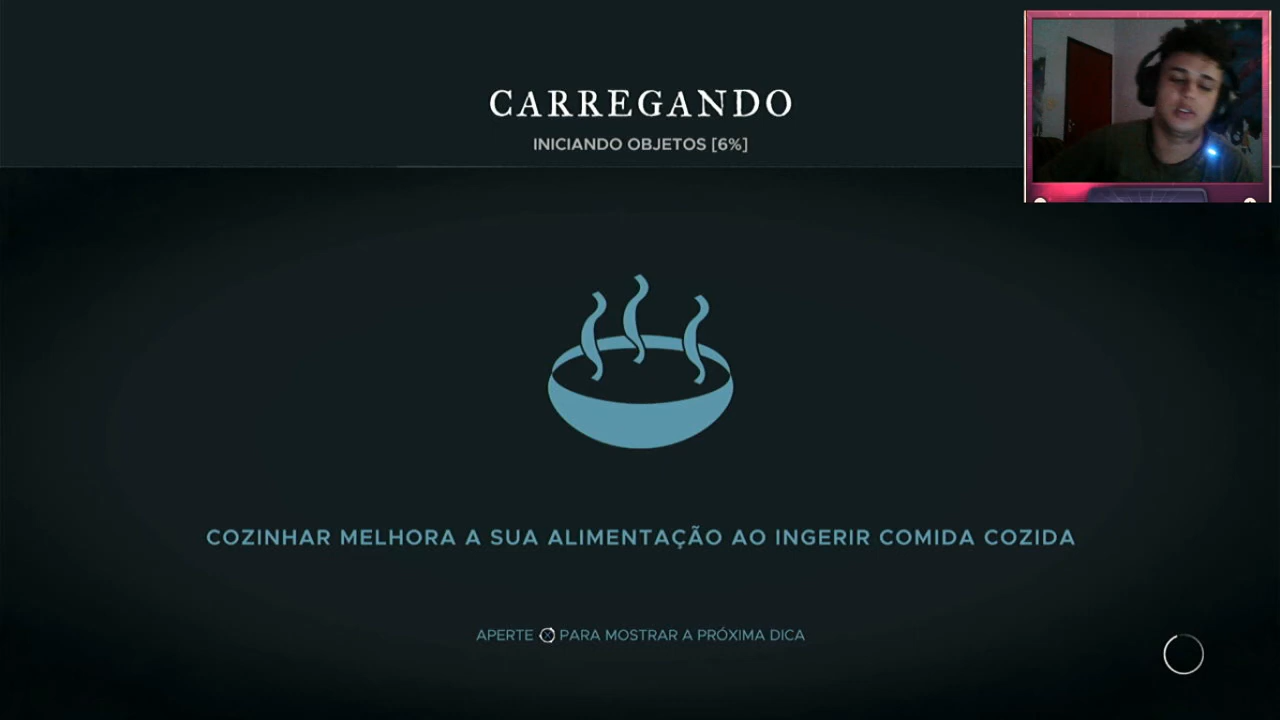 CARREGANDO
INICIANDO OBJETOS [6%]
COZINHAR MELHORA A SUA ALIMENTAÇÃO AO INGERIR COMIDA COZIDA
APERTE PARA MOSTRAR A PRÓXIMA DICA